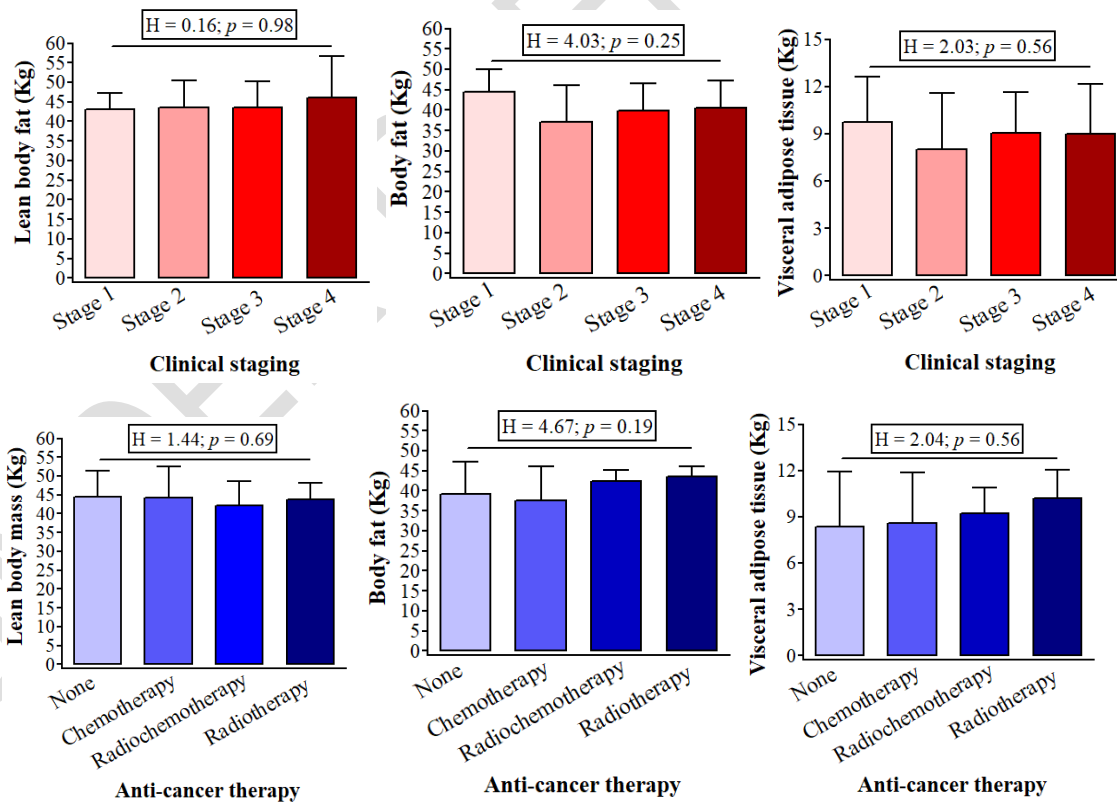 H = 0.16; p = 0.98
Lean body fat (Kg)
60
55
50
45
40
35
30
25
20
15
10
5
0
Stage 1
Stage 2
Stage 3
Stage 4
Clinical staging
H = 4.03; p = 0.25
Body fat (Kg)
60
55
50
45
40
35
30
25
20
15
10
5
0
Stage 1
Stage 2
Stage 3
Stage 4
Clinical staging
H = 2.03; p = 0.56
Visceral adipose tissue (Kg)
15
12
9
6
3
0
Stage 1
Stage 2
Stage 3
Stage 4
Clinical staging
H = 1.44; p = 0.69
Lean body mass (Kg)
60
55
50
45
40
35
30
25
20
15
10
5
0
None
Chemotherapy
Radiochemotherapy
Radiotherapy
Anti-cancer therapy
H = 4.67; p = 0.19
Body fat (Kg)
60
55
50
45
40
35
30
25
20
15
10
5
0
None
Chemotherapy
Radiochemotherapy
Radiotherapy
Anti-cancer therapy
H = 2.04; p = 0.56
Visceral adipose tissue (Kg)
15
12
9
6
3
0
None
Chemotherapy
Radiochemotherapy
Radiotherapy
Anti-cancer therapy